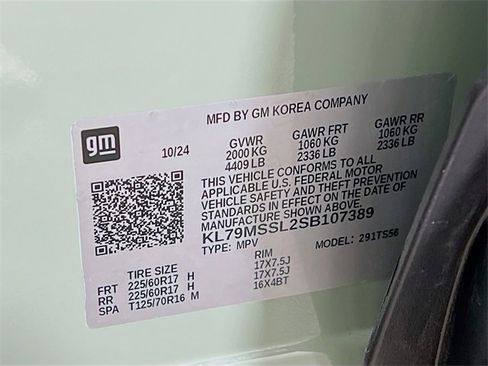 MFD BY GM KOREA COMPANY
gm
10/24 GVWR GAWR FRT GAWR RR
2000 KG 1060 KG 1060 KG
4409 LB 2336 LB 2336 LB
THIS VEHICLE CONFORMS TO ALL
APPLICABLE U.S. FEDERAL MOTOR
VEHICLE SAFETY AND THEFT PREVENTION
STANDARDS IN EFFECT ON THE DATE OF
MANUFACTURE SHOWN ABOVE.
KL79MSSL2SB107389
TYPE: MPV MODEL: 291TS56
TIRE SIZE RIM
FRT 225/60R17 H 17X7.5J
RR 225/60R17 H 17X7.5J
SPA T125/70R16 M 16X4BT